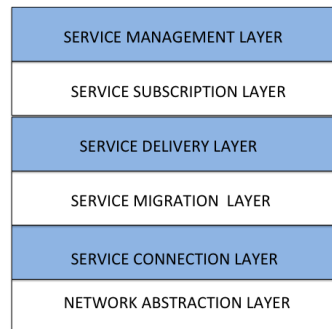 SERVICE MANAGEMENT LAYER
SERVICE SUBSCRIPTION LAYER
SERVICE DELIVERY LAYER
SERVICE MIGRATION LAYER
SERVICE CONNECTION LAYER
NETWORK ABSTRACTION LAYER